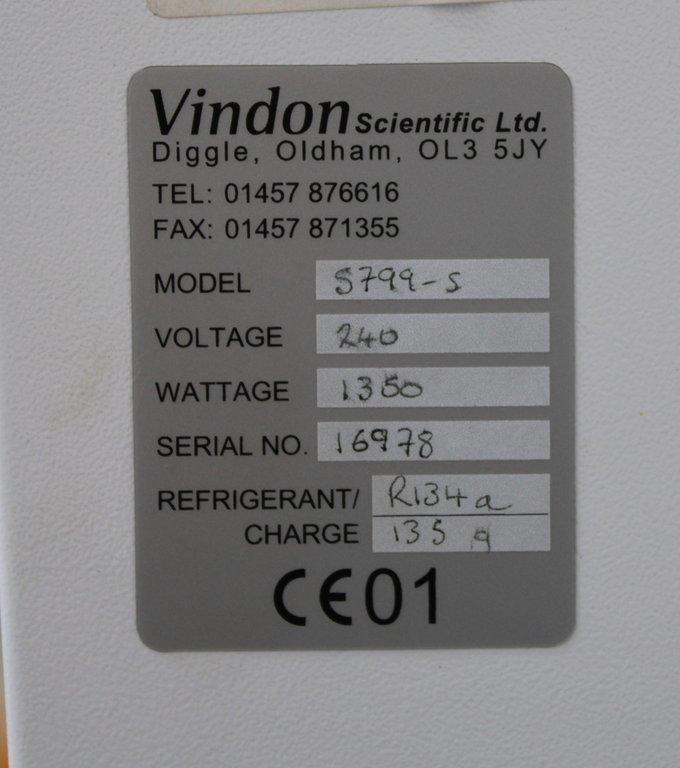 Vindon Scientific Ltd.
Diggle, Oldham, OL3 5JY
TEL: 01457 876616
FAX: 01457 871355
MODEL S799-S
VOLTAGE 240
WATTAGE 1350
SERIAL NO. 16978
REFRIGERANT/ R134a
CHARGE 135 g
CE01